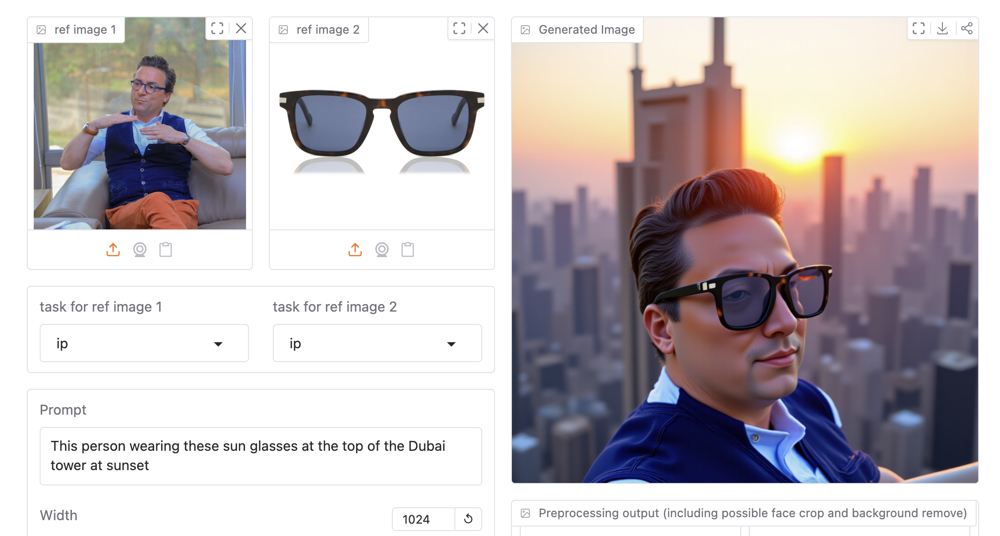 ref image 1
ref image 2
Generated Image
task for ref image 1
task for ref image 2
ip
ip
Prompt
This person wearing these sun glasses at the top of the Dubai
tower at sunset
Width
1024
Preprocessing output (including possible face crop and background remove)